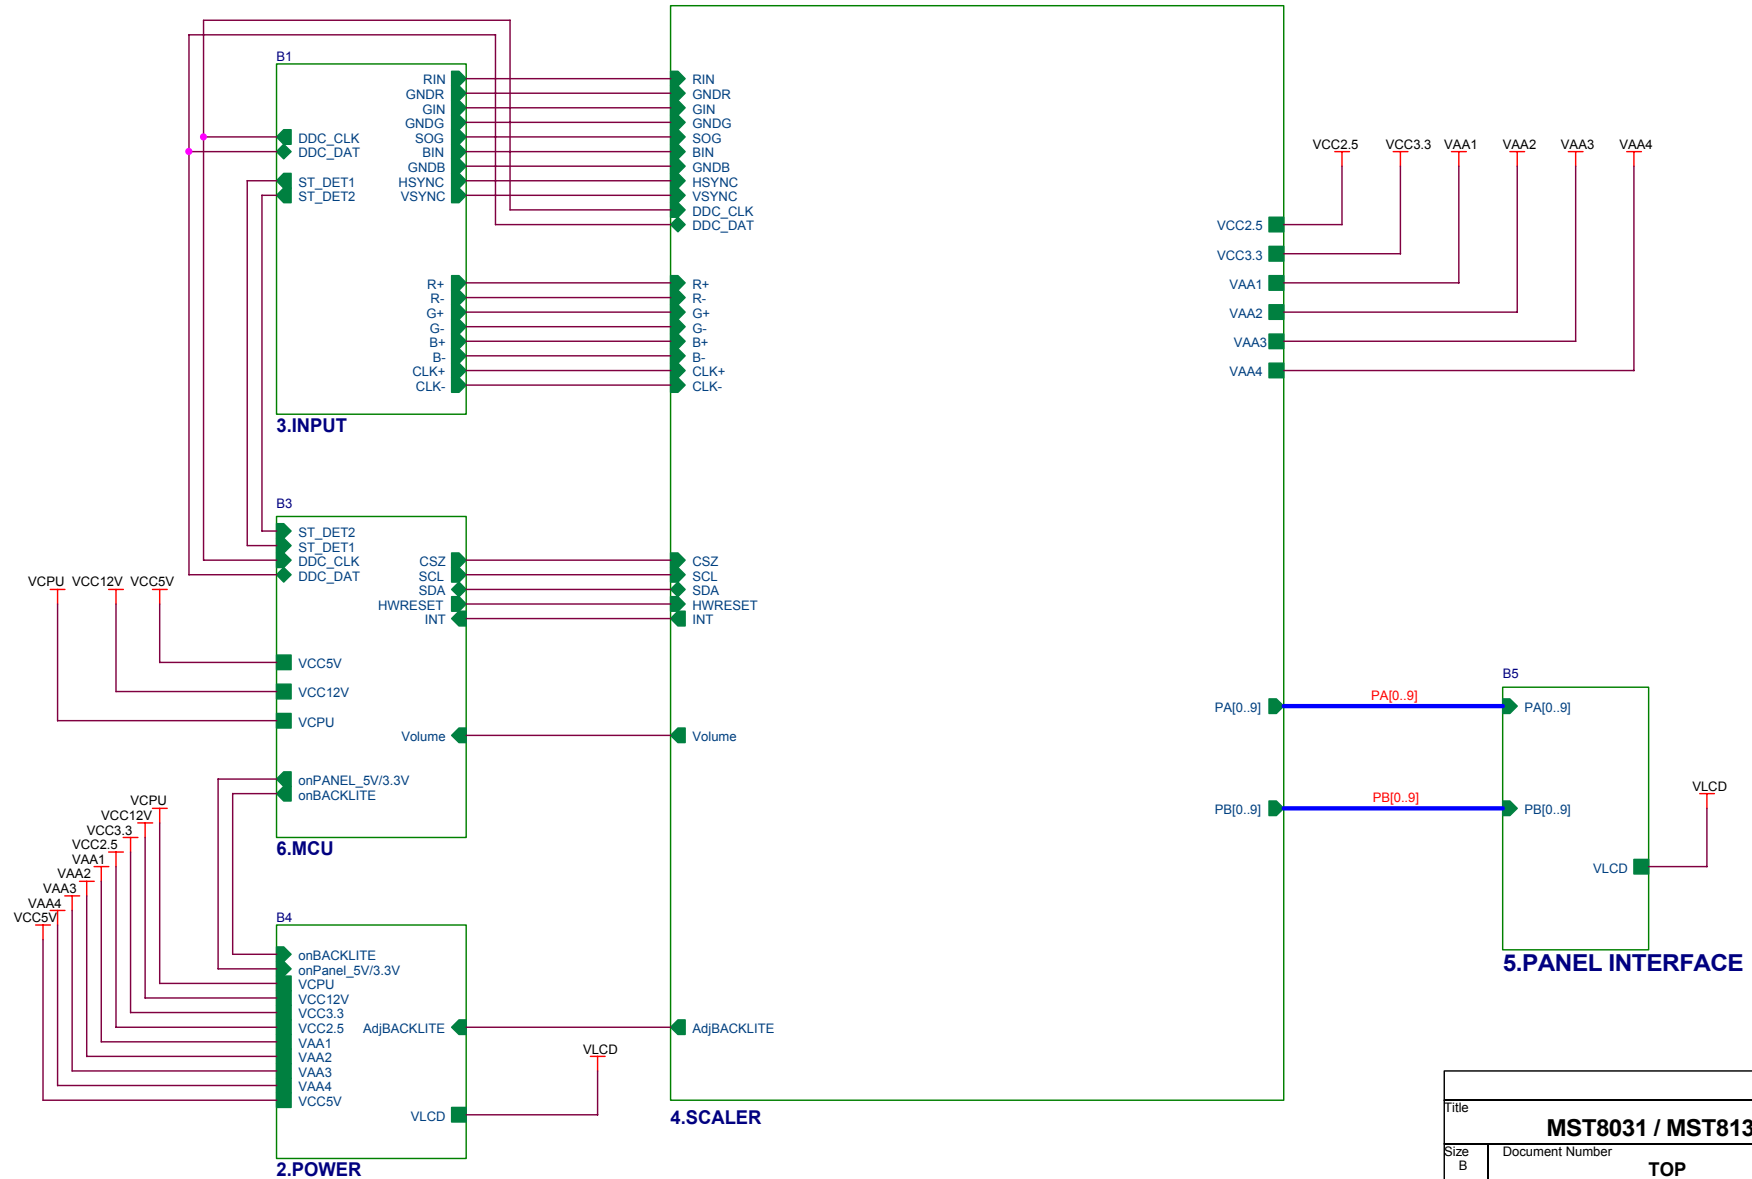 B1
RIN
GNDR
GIN
GNDG
SOG
BIN
GNDB
HSYNC
VSYNC
DDC_CLK
DDC_DAT
ST_DET1
ST_DET2
R+
R-
G+
G-
B+
B-
CLK+
CLK-
3.INPUT
RIN
GNDR
GIN
GNDG
SOG
BIN
GNDB
HSYNC
VSYNC
DDC_CLK
DDC_DAT
R+
R-
G+
G-
B+
B-
CLK+
CLK-
CSZ
SCL
SDA
HWRESET
INT
Volume
AdjBACKLITE
VCC2.5
VCC3.3
VAA1
VAA2
VAA3
VAA4
PA[0..9]
PB[0..9]
4.SCALER
VCC2.5 VCC3.3 VAA1 VAA2 VAA3 VAA4
B3
ST_DET2
ST_DET1
DDC_CLK
DDC_DAT
CSZ
SCL
SDA
HWRESET
INT
VCC5V
VCC12V
VCPU
Volume
onPANEL_5V/3.3V
onBACKLITE
6.MCU
VCPU VCC12V VCC5V
VCPU
VCC12V
VCC3.3
VCC2.5
VAA1
VAA2
VAA3
VAA4
VCC5V
B4
onBACKLITE
onPanel_5V/3.3V
VCPU
VCC12V
VCC3.3
VCC2.5
VAA1
VAA2
VAA3
VAA4
VCC5V
AdjBACKLITE
VLCD
2.POWER
VLCD
PA[0..9]
PB[0..9]
B5
PA[0..9]
PB[0..9]
VLCD
5.PANEL INTERFACE
VLCD
Title
MST8031 / MST813
Size
B
Document Number
TOP